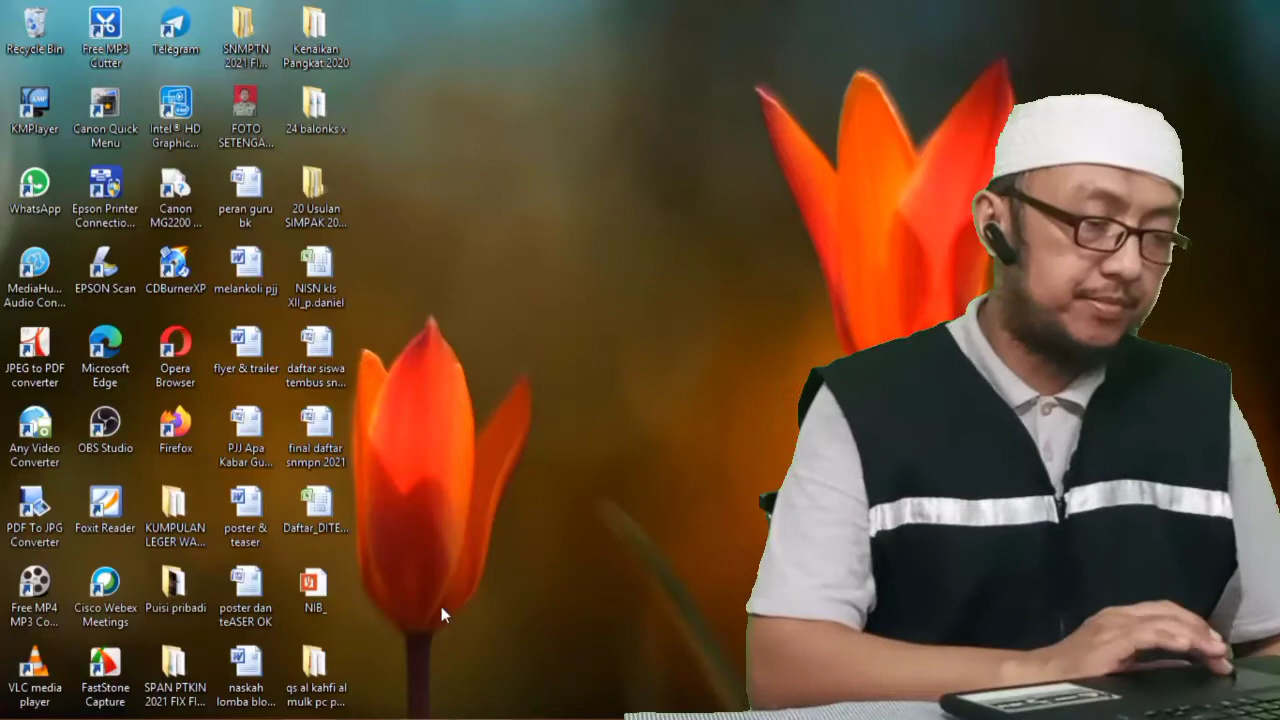 Recycle Bin
Free MP3
Cutter
Telegram
SNMPTN
2021 FI...
Kenaikan
Pangkat 2020
KMPlayer
Canon Quick
Menu
Intel® HD
Graphic...
FOTO
SETENGA...
24 balonks x
WhatsApp
Epson Printer
Connectio...
Canon
MG2200 ...
peran guru
bk
20 Usulan
SIMPAK 20...
MediaHu...
Audio Con...
EPSON Scan
CDBurnerXP
melankoli pjj
NISN kls
XII_p.daniel
JPEG to PDF
converter
Microsoft
Edge
Opera
Browser
flyer & trailer
daftar siswa
tembus sn...
Any Video
Converter
OBS Studio
Firefox
PJJ Apa
Kabar Gu...
final daftar
snmpn 2021
PDF To JPG
Converter
Foxit Reader
KUMPULAN
LEGER WA...
poster &
teaser
Daftar_DITE...
Free MP4
MP3 Co...
Cisco Webex
Meetings
Puisi pribadi
poster dan
teASER OK
NIB_
VLC media
player
FastStone
Capture
SPAN PTKIN
2021 FIX FI...
naskah
lomba blo...
qs al kahfi al
mulk pc p...